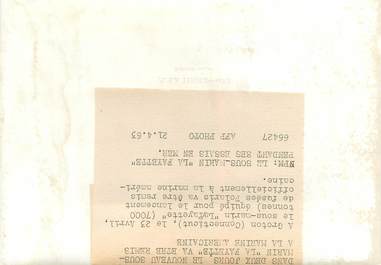 DANS DEUX JOURS LE NOUVEAU SOUS-
MARIN "LA FAYETTE" VA ETRE REMIS
A LA MARINE AMERICAINE
A Groton (Connecticut), le 23 Avril,
le sous-marin "Lafayette" (7000
tonnes) équipé pour le lancement
de fusées Polaris va être remis
officiellement à la marine améri-
caine.
NPM: LE SOUS-MARIN "LA FAYETTE"
PENDANT SES ESSAIS EN MER.
66427 AFP PHOTO 21.4.63